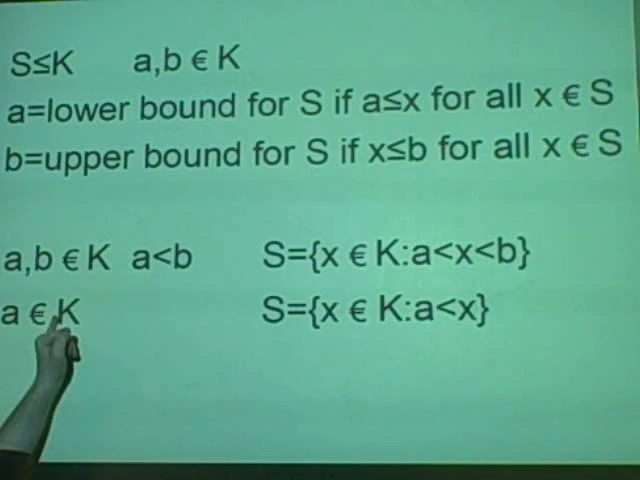 S≤K a,b € K
a=lower bound for S if a≤x for all x € S
b=upper bound for S if x≤b for all x € S
a,b € K a<b S={x € K:a<x<b}
a € K S={x € K:a<x}